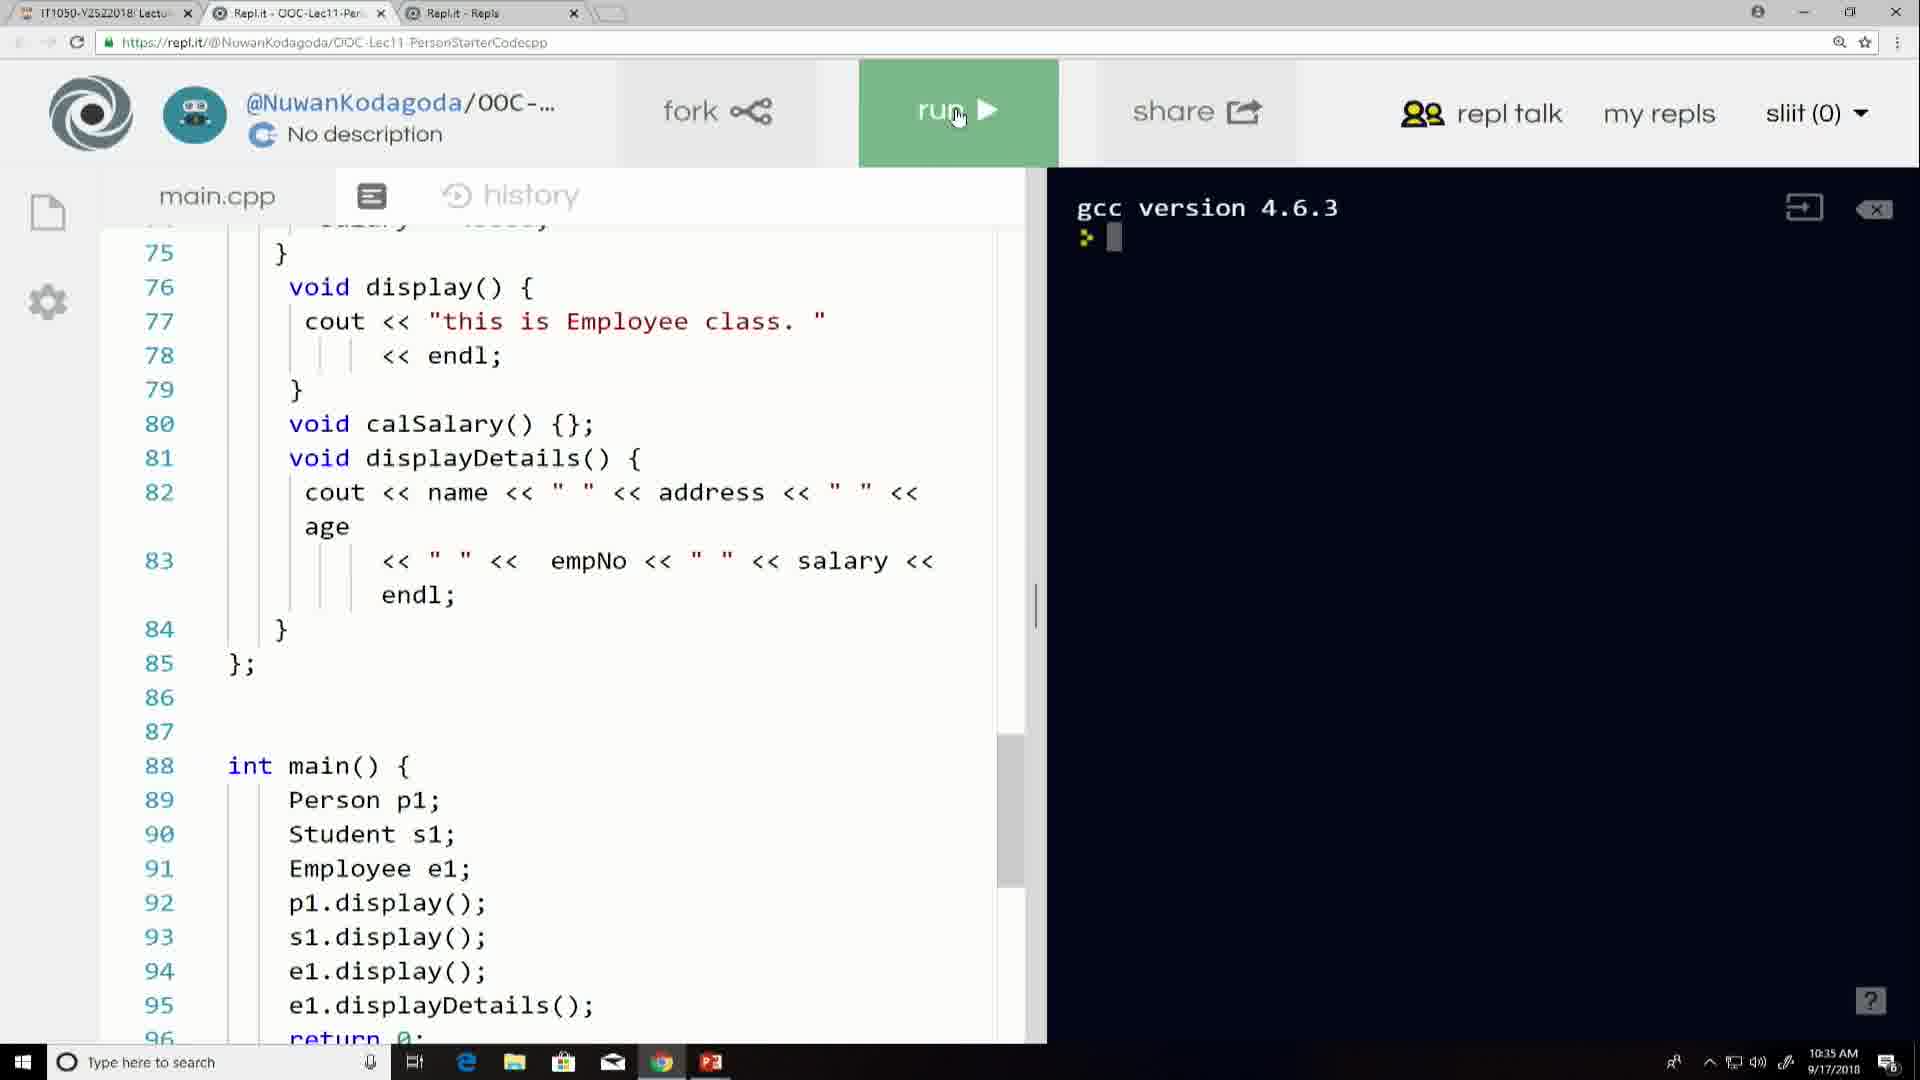 IT1050-Y2S22018: Lectu
Repl.it - OOC-Lec11-Per
Repl.it - Repls
https://repl.it/@NuwanKodagoda/OOC-Lec11-PersonStarterCodecpp
@NuwanKodagoda/OOC-...
No description
fork
run
share
repl talk
my repls
sliit (0)
main.cpp
history
75 }
76 void display() {
77 cout << "this is Employee class. "
78 << endl;
79 }
80 void calSalary() {};
81 void displayDetails() {
82 cout << name << " " << address << " " <<
age
83 << " " << empNo << " " << salary <<
endl;
84 }
85 };
86
87
88 int main() {
89 Person p1;
90 Student s1;
91 Employee e1;
92 p1.display();
93 s1.display();
94 e1.display();
95 e1.displayDetails();
96 return 0;
gcc version 4.6.3
>
?
Type here to search
10:35 AM
9/17/2018